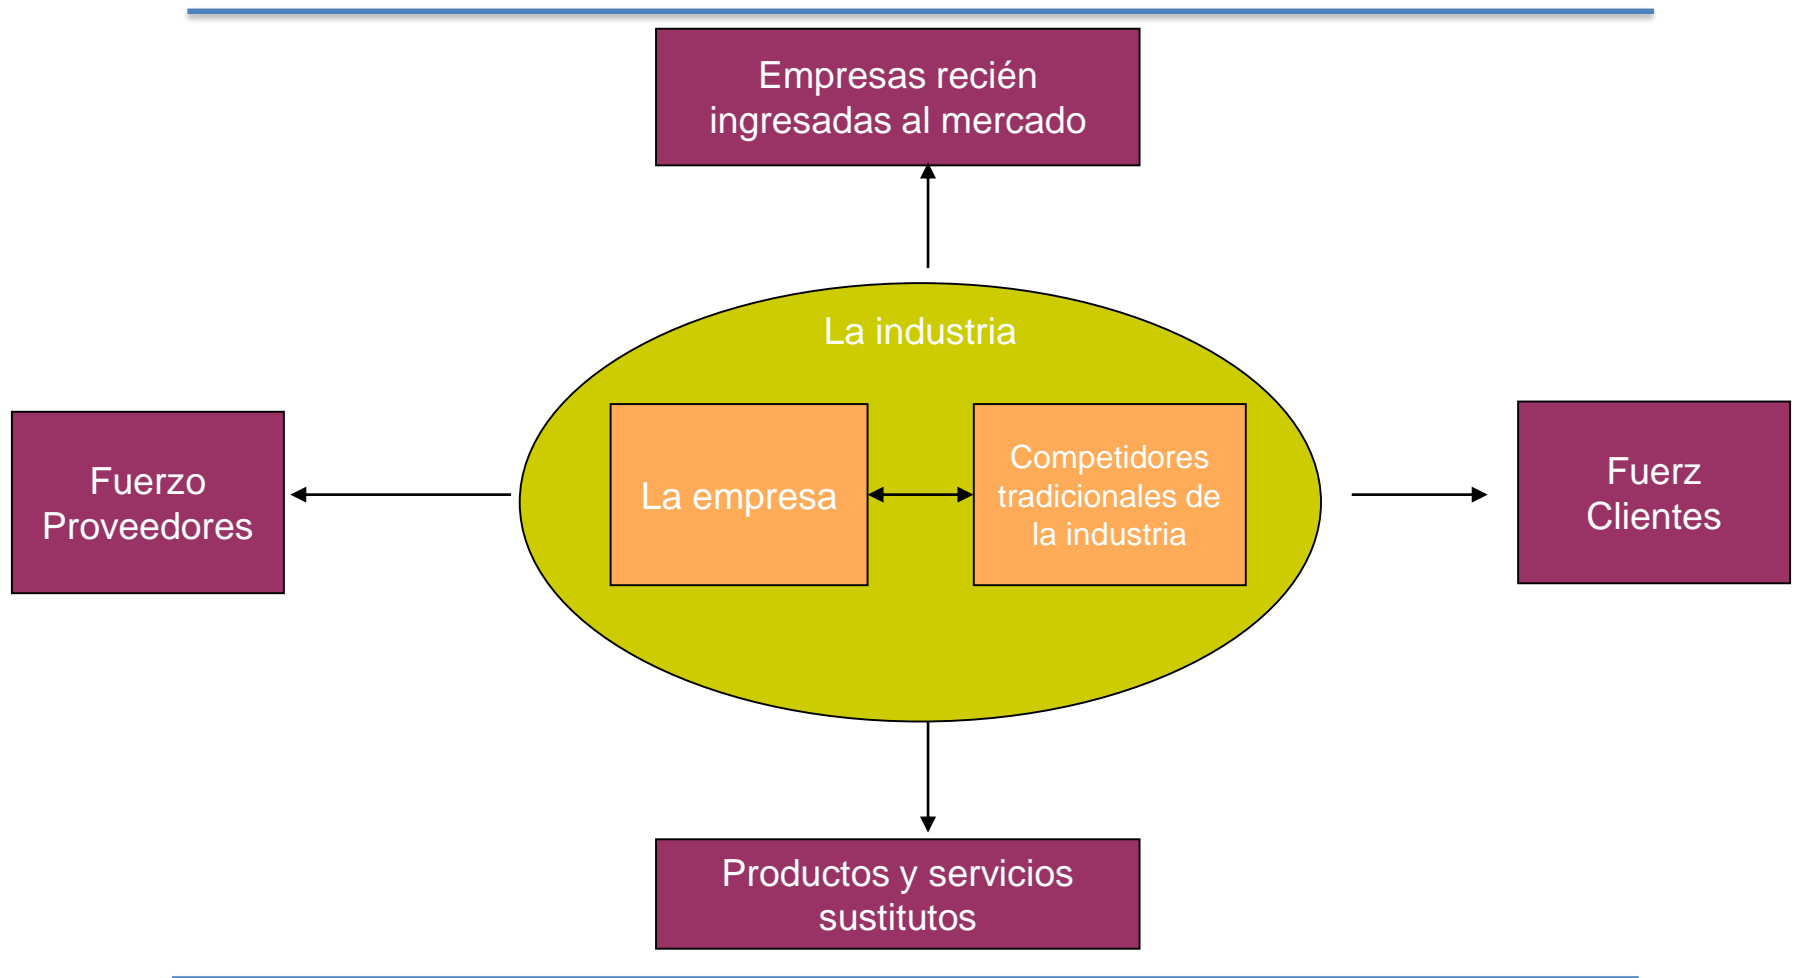 Empresas recién
ingresadas al mercado
La industria
Fuerzo
Proveedores
La empresa
Competidores
tradicionales de
la industria
Fuerz
Clientes
Productos y servicios
sustitutos